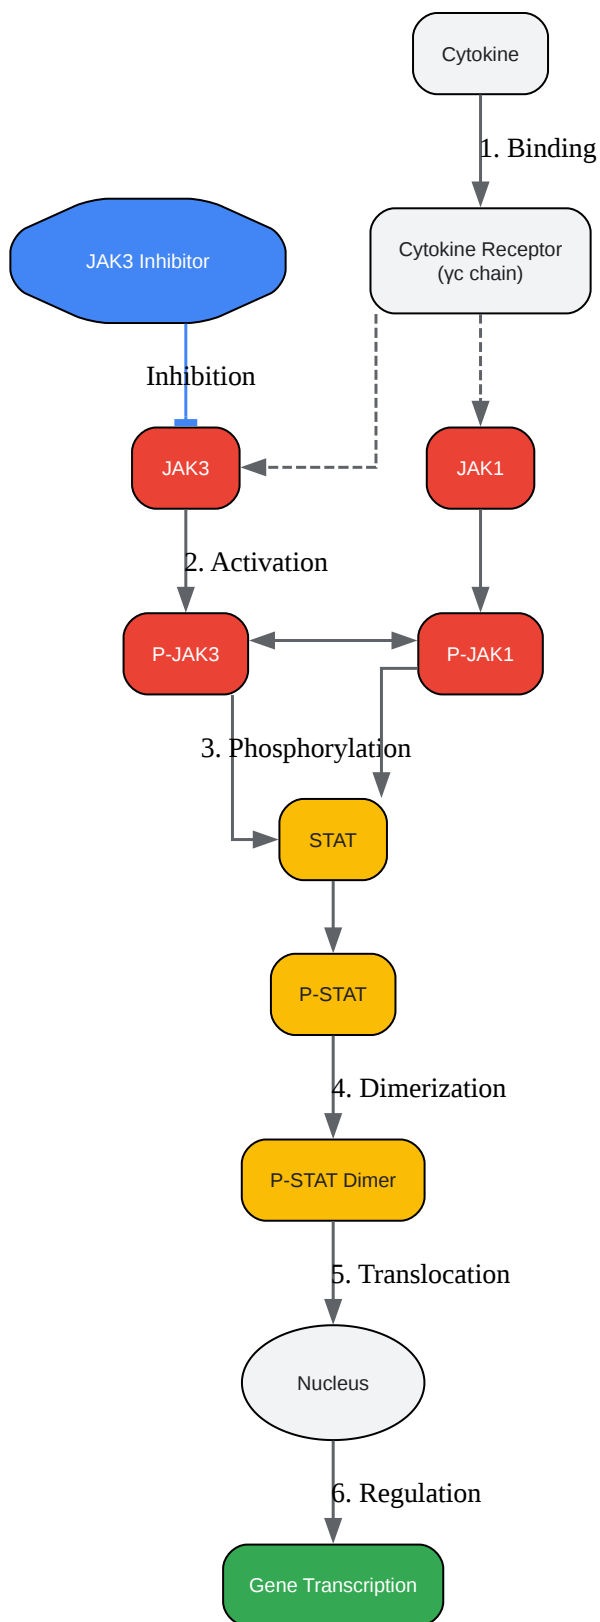 Cytokine
1. Binding
Cytokine Receptor
(γc chain)
JAK3 Inhibitor
Inhibition
JAK3
JAK1
2. Activation
P-JAK3
P-JAK1
3. Phosphorylation
STAT
P-STAT
4. Dimerization
P-STAT Dimer
5. Translocation
Nucleus
6. Regulation
Gene Transcription